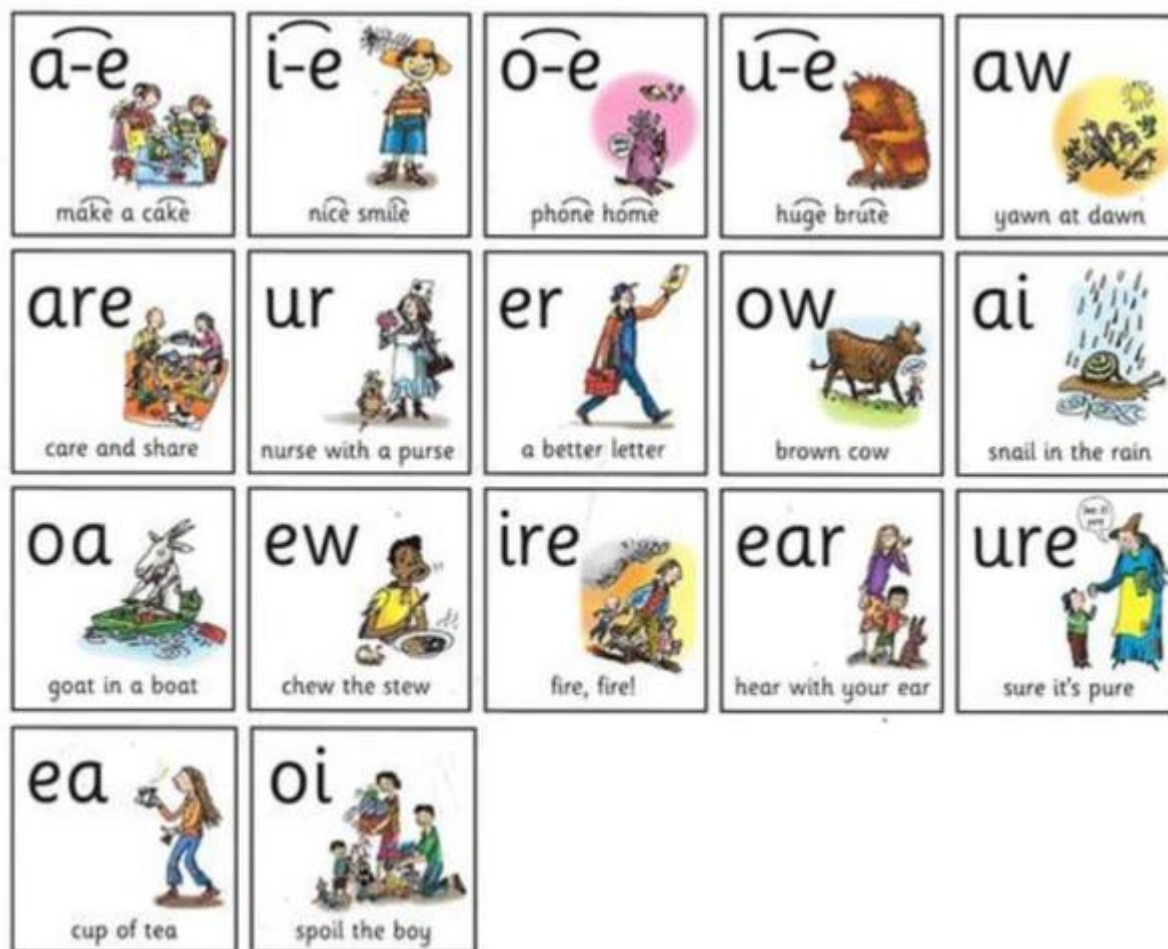 a-e
make a cake
i-e
nice smile
o-e
phone home
u-e
huge brute
aw
yawn at dawn
are
care and share
ur
nurse with a purse
er
a better letter
ow
brown cow
ai
snail in the rain
oa
goat in a boat
ew
chew the stew
ire
fire, fire!
ear
hear with your ear
ure
sure it's pure
ea
cup of tea
oi
spoil the boy